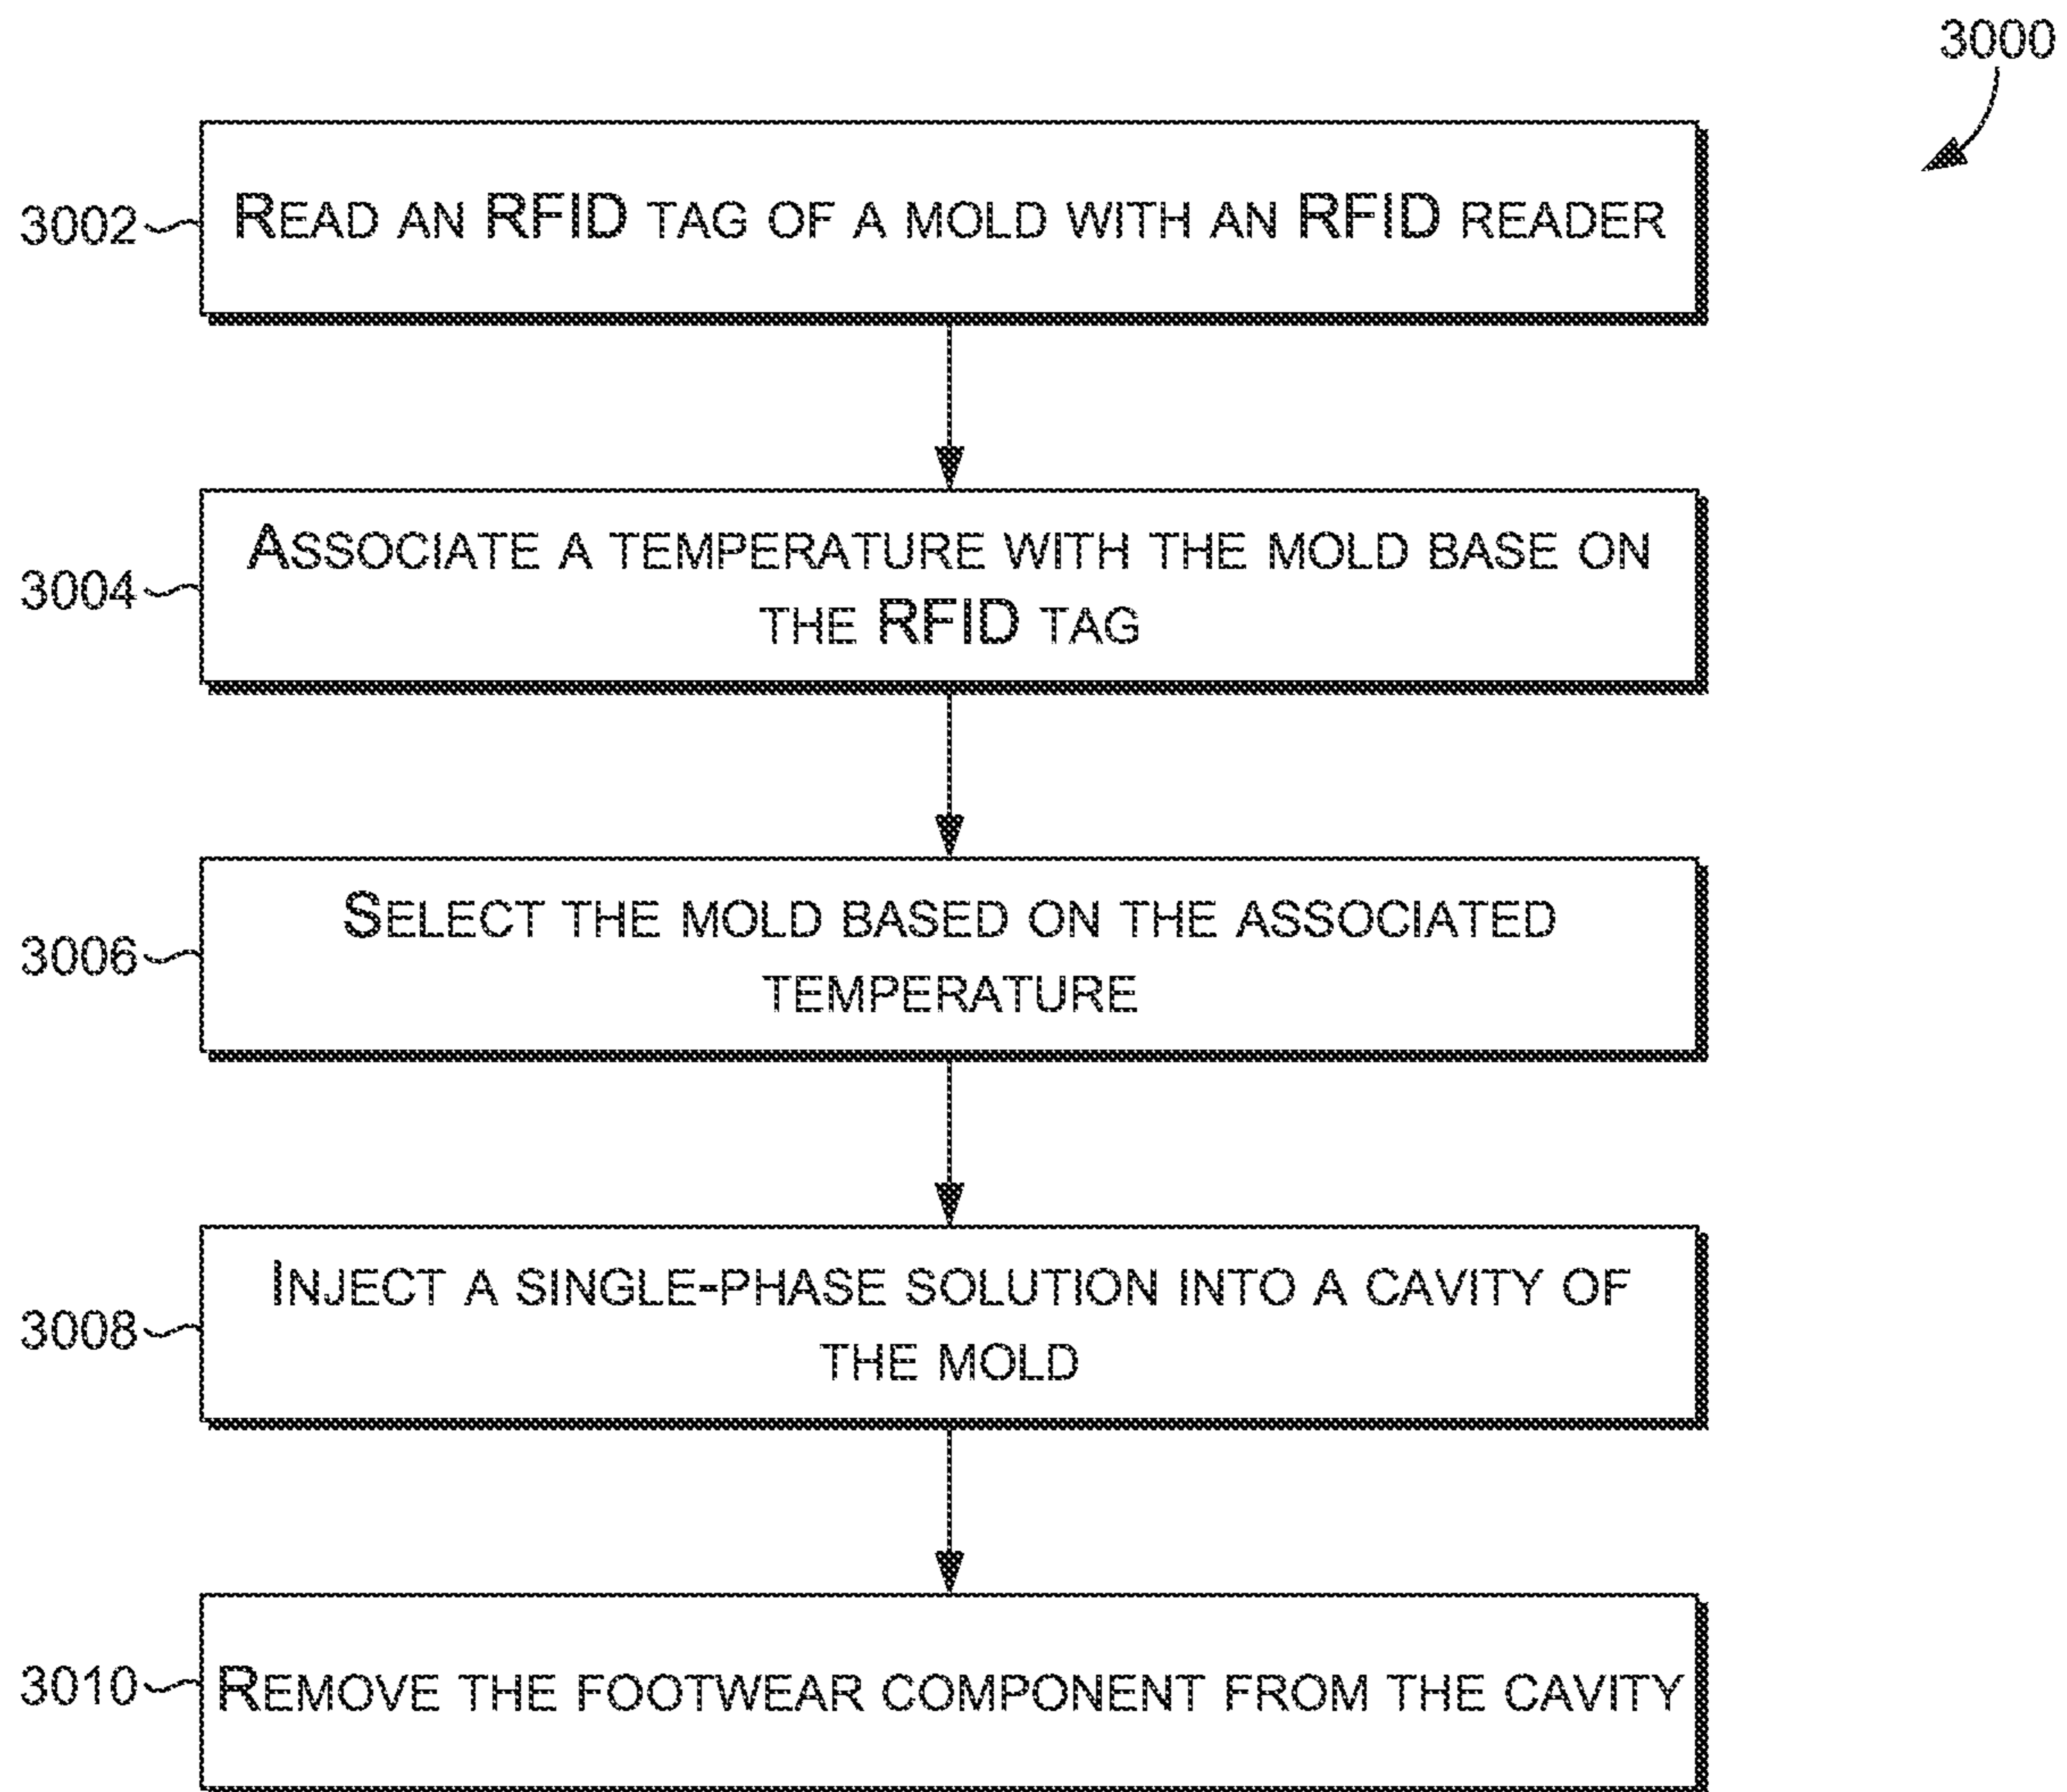 3000
3002
READ AN RFID TAG OF A MOLD WITH AN RFID READER
3004
ASSOCIATE A TEMPERATURE WITH THE MOLD BASE ON
THE RFID TAG
3006
SELECT THE MOLD BASED ON THE ASSOCIATED
TEMPERATURE
3008
INJECT A SINGLE-PHASE SOLUTION INTO A CAVITY OF
THE MOLD
3010
REMOVE THE FOOTWEAR COMPONENT FROM THE CAVITY